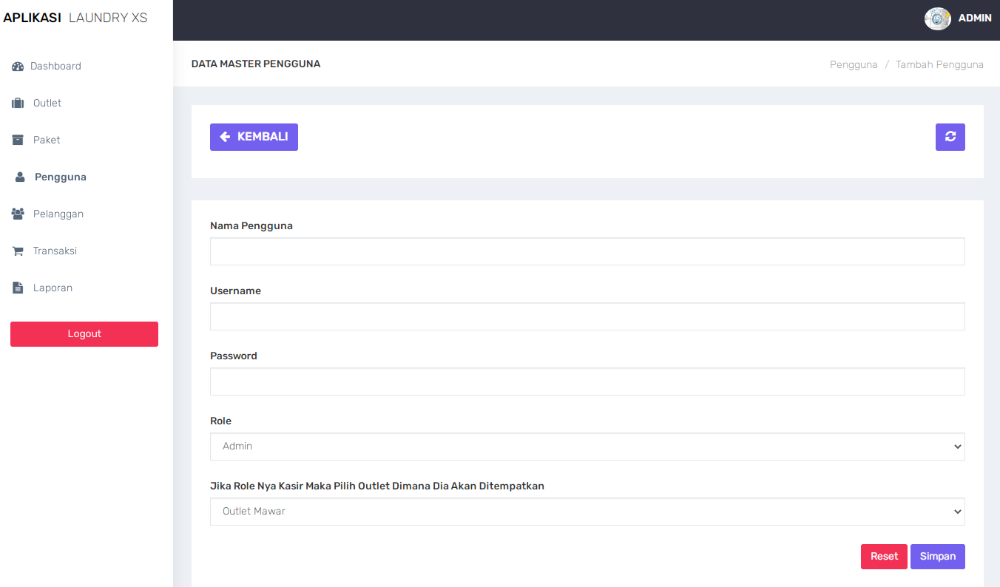 APLIKASI LAUNDRY XS
ADMIN
Dashboard
Outlet
Paket
Pengguna
Pelanggan
Transaksi
Laporan
Logout
DATA MASTER PENGGUNA
Pengguna / Tambah Pengguna
KEMBALI
Nama Pengguna
Username
Password
Role
Admin
Jika Role Nya Kasir Maka Pilih Outlet Dimana Dia Akan Ditempatkan
Outlet Mawar
Reset Simpan